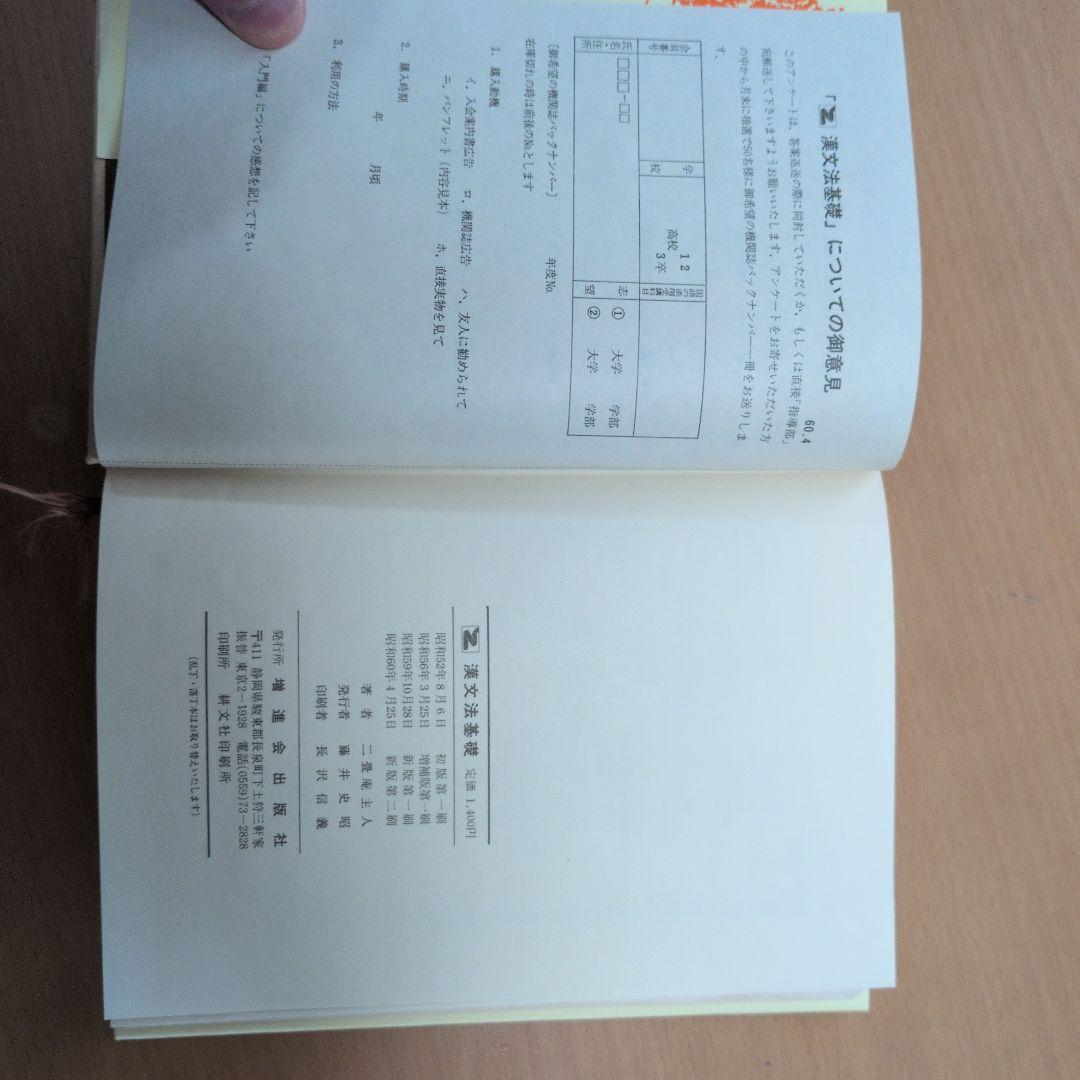 「Z 漢文法基礎」についての御意見
60.4
このアンケートは、答案返送の際に同封していただくか、もしくは直接「指導部」
宛郵送して下さいますようお願いいたします。アンケートをお寄せいただいた方
の中から月末に抽選で50名様に御希望の機関誌バックナンバー一冊をお送りしま
す。
会員番号
学校
高校 1 2 3 卒
国語の添削受講科目
氏名・住所
□□□-□□
志望
① 大学 学部
② 大学 学部
〔御希望の機関誌バックナンバー〕 年度No.
在庫切れの時は前後のNo.とします
1. 購入動機
イ. 入会案内書広告 ロ. 機関誌広告 ハ. 友人に勧められて
ニ. パンフレット(内容見本) ホ. 直接実物を見て
2. 購入時期
年 月頃
3. 利用の方法
「入門編」についての感想を記して下さい
Z 漢文法基礎 定価 1,400円
昭和52年8月6日 初版第一刷
昭和56年3月25日 増補版第一刷
昭和59年10月28日 新版第一刷
昭和60年4月25日 新版第二刷
著者 二畳庵主人
発行者 藤井史昭
印刷者 長沢信義
発行所 増進会出版社
〒411 静岡県駿東郡長泉町下土狩三軒家
振替 東京2-1928 電話(0559)73-2828
印刷所 耕文社印刷所
(乱丁・落丁本はお取り替えいたします)